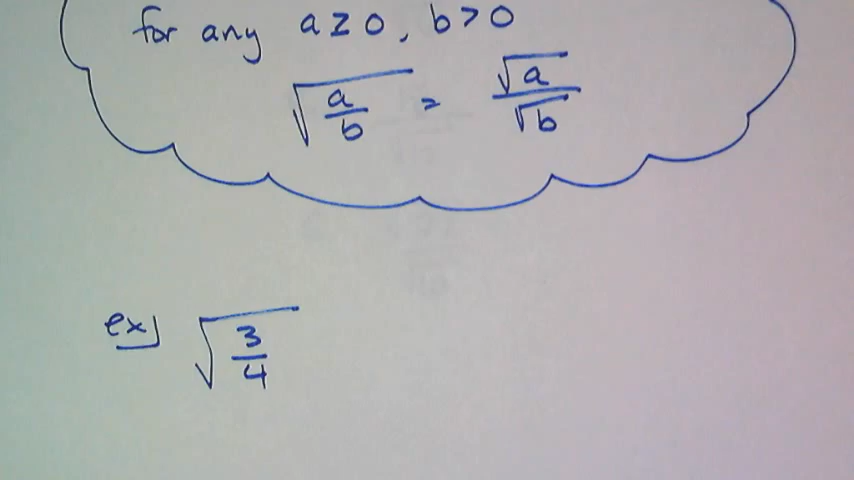 for any a ≥ 0, b > 0
√(a/b) = √a/√b
ex] √(3/4)